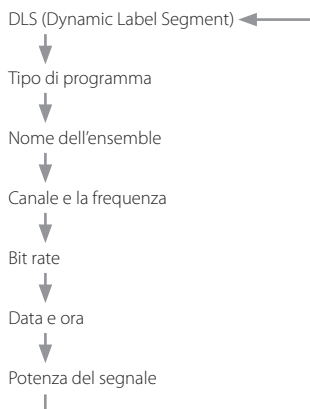 DLS (Dynamic Label Segment)
Tipo di programma
Nome dell'ensemble
Canale e la frequenza
Bit rate
Data e ora
Potenza del segnale